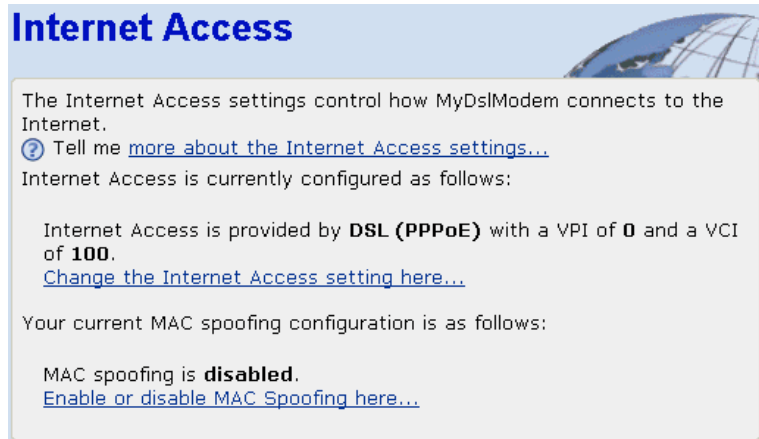 Internet Access
The Internet Access settings control how MyDslModem connects to the
Internet.
? Tell me more about the Internet Access settings...
Internet Access is currently configured as follows:
Internet Access is provided by DSL (PPPoE) with a VPI of 0 and a VCI
of 100.
Change the Internet Access setting here...
Your current MAC spoofing configuration is as follows:
MAC spoofing is disabled.
Enable or disable MAC Spoofing here...